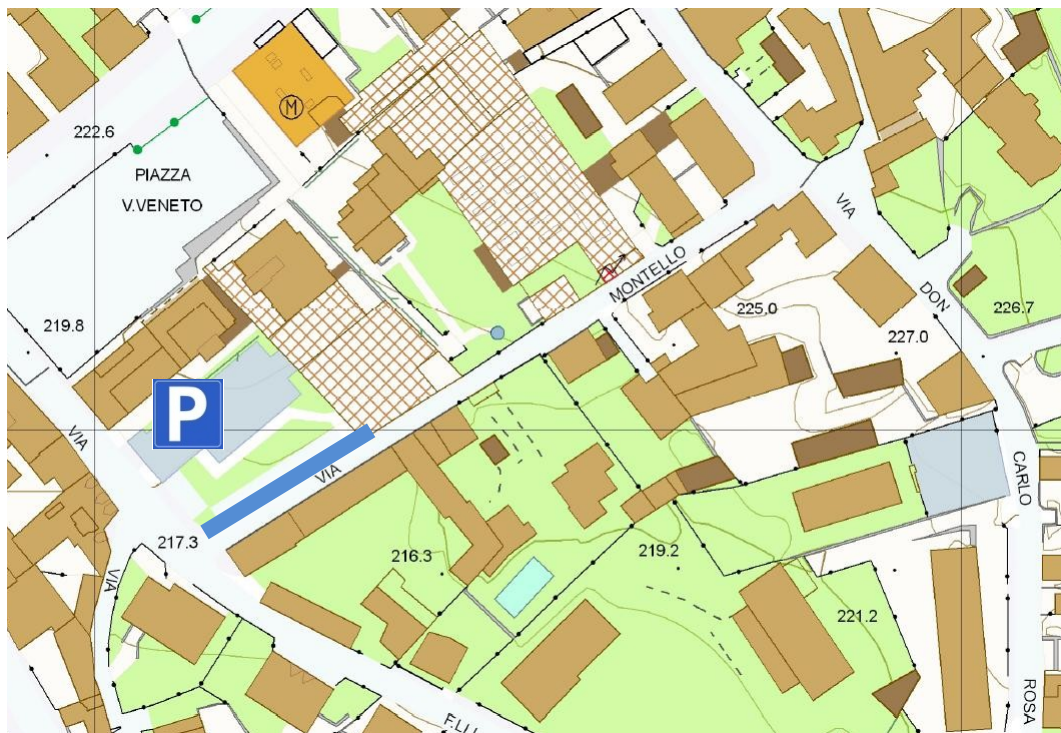 M
222.6
PIAZZA
V.VENETO
VIA
MONTELLO
DON
219.8
225.0
226.7
227.0
P
VIA
VIA
CARLO
217.3
216.3
219.2
VIA
221.2
ROSA
F.LLI